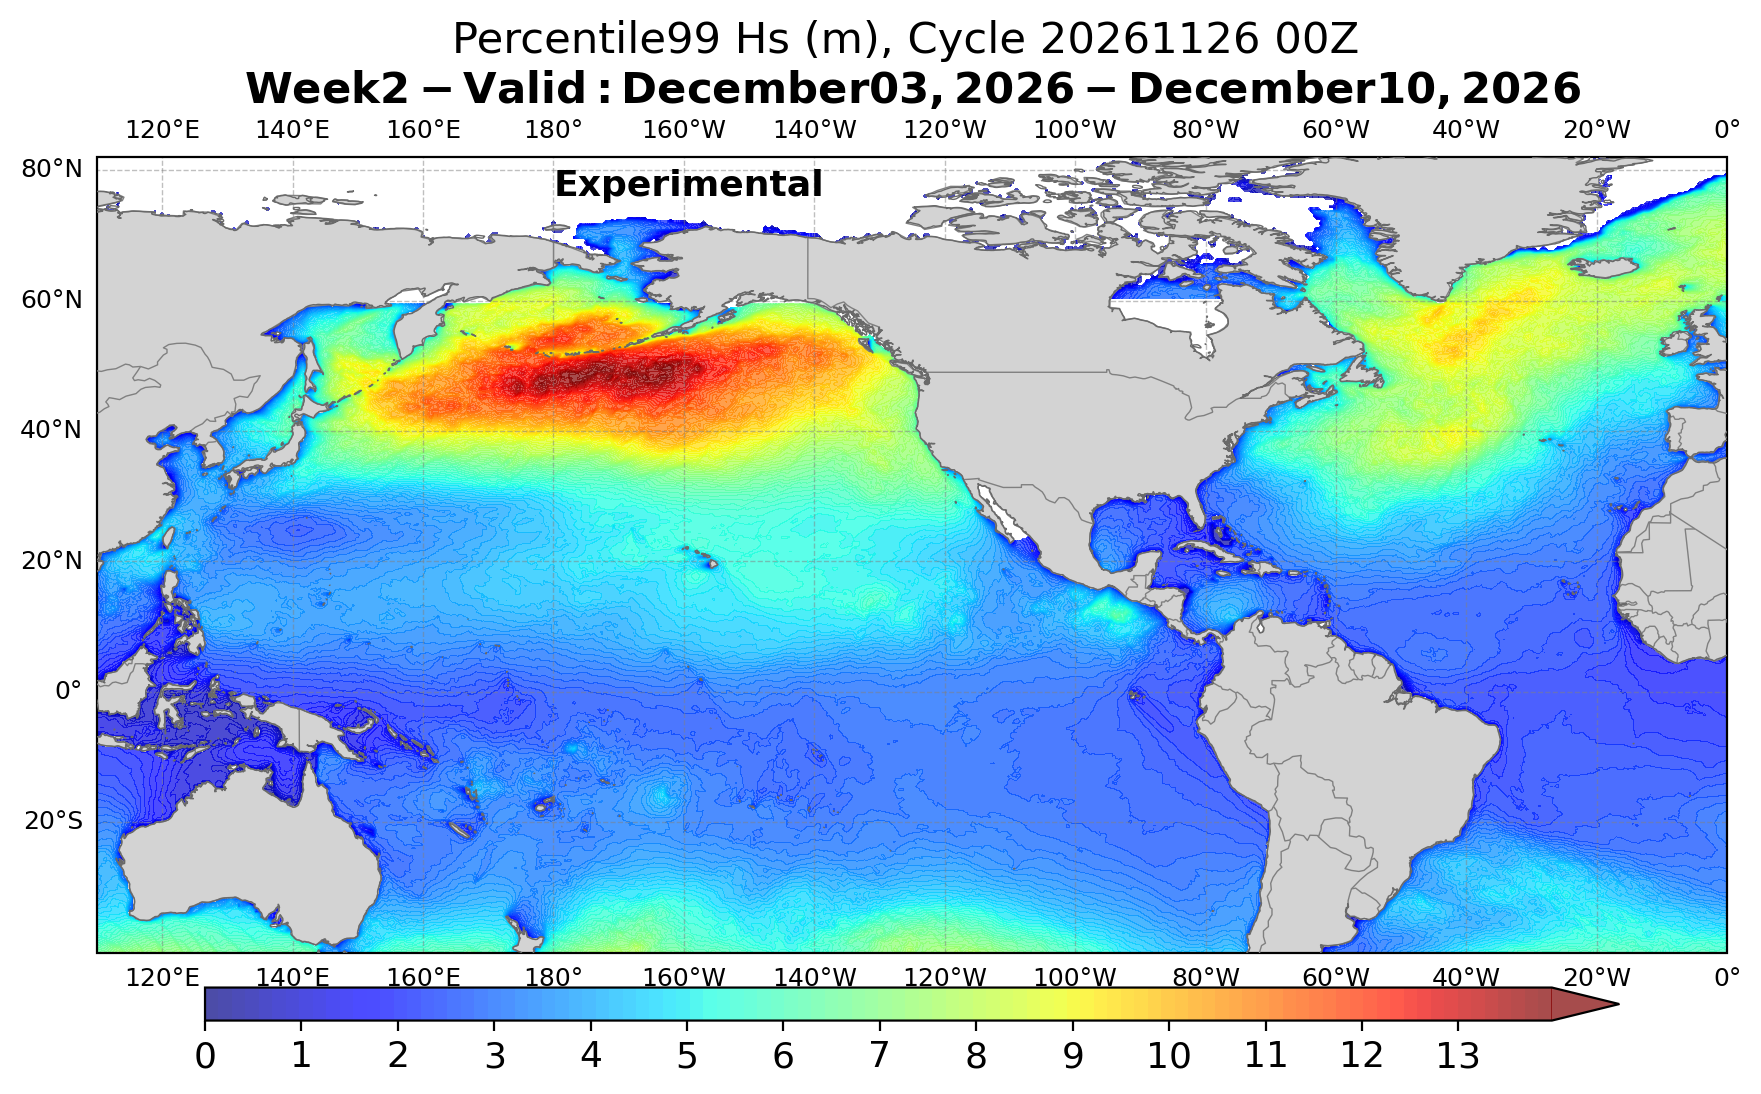 Percentile99 Hs (m), Cycle 20261126 00Z
Week2 − Valid : December03, 2026 − December10, 2026
120°E 140°E 160°E 180° 160°W 140°W 120°W 100°W 80°W 60°W 40°W 20°W 0°
80°N
Experimental
60°N
40°N
20°N
0°
20°S
120°E 140°E 160°E 180° 160°W 140°W 120°W 100°W 80°W 60°W 40°W 20°W 0°
0 1 2 3 4 5 6 7 8 9 10 11 12 13